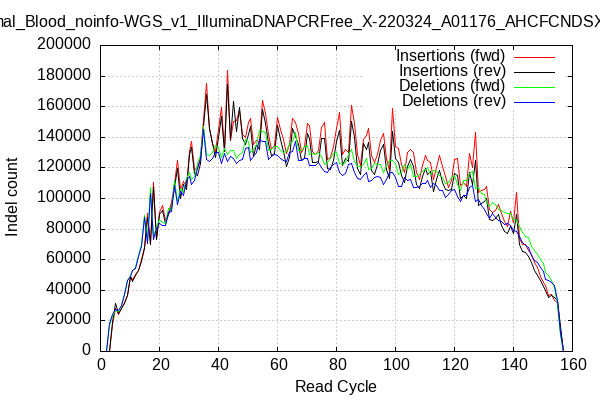 nal_Blood_noinfo-WGS_v1_IlluminaDNAPCRFree_X-220324_A01176_AHCFCNDSX
200000
180000
160000
140000
120000
100000
80000
60000
40000
20000
0
Indel count
Insertions (fwd)
Insertions (rev)
Deletions (fwd)
Deletions (rev)
0
20
40
60
80
100
120
140
160
Read Cycle